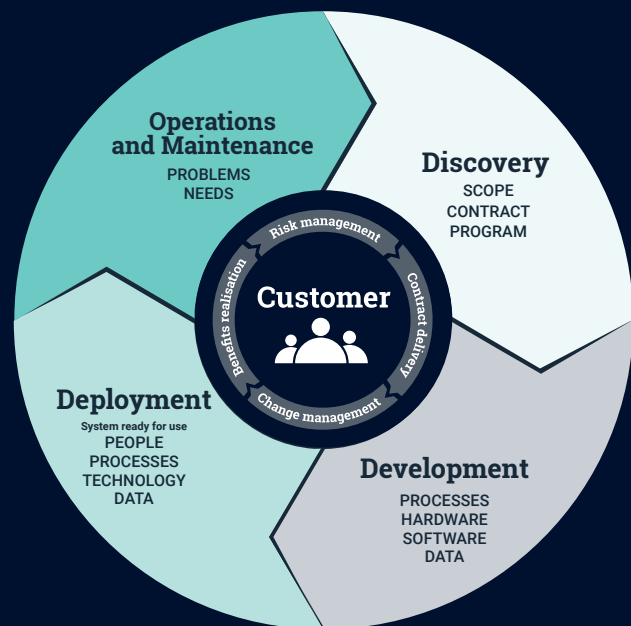 Operations
and Maintenance
PROBLEMS
NEEDS
Discovery
SCOPE
CONTRACT
PROGRAM
Risk management
Contract delivery
Change management
Benefits realisation
Customer
Deployment
System ready for use
PEOPLE
PROCESSES
TECHNOLOGY
DATA
Development
PROCESSES
HARDWARE
SOFTWARE
DATA